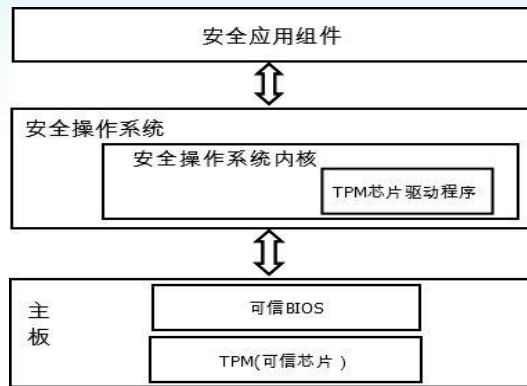 安全应用组件
安全操作系统
安全操作系统内核
TPM芯片驱动程序
主板
可信BIOS
TPM(可信芯片)